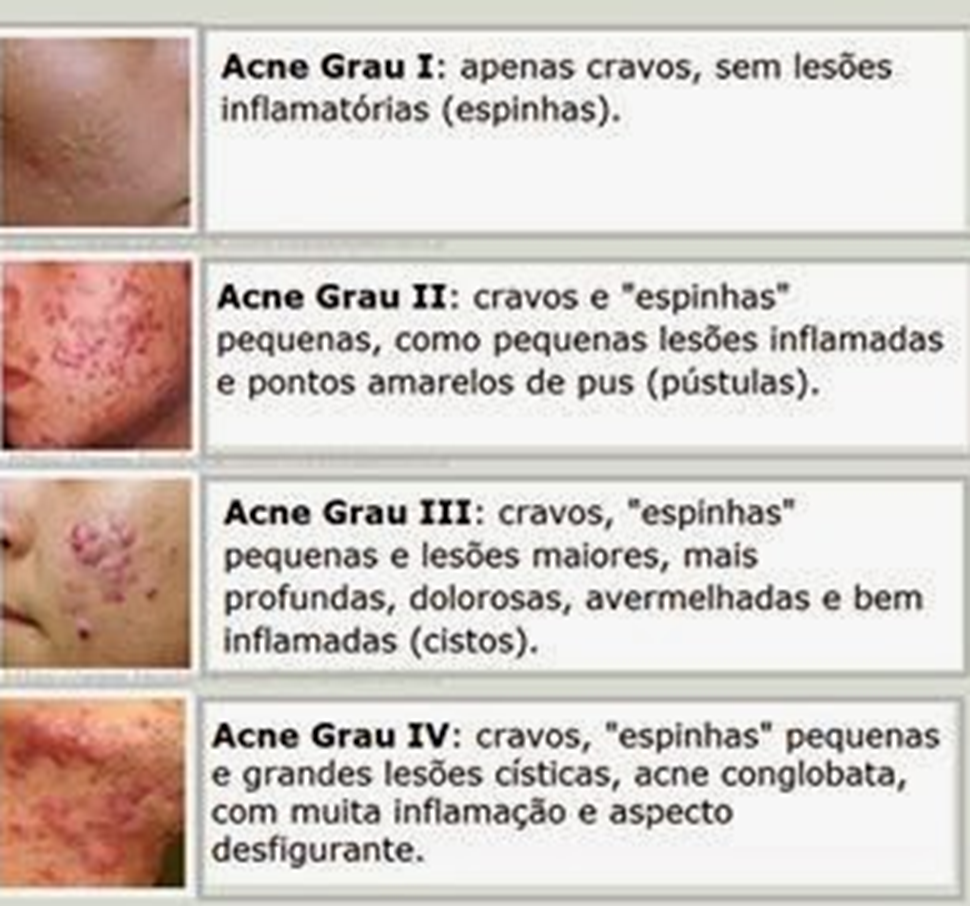 Acne Grau I: apenas cravos, sem lesões
inflamatórias (espinhas).
Acne Grau II: cravos e "espinhas"
pequenas, como pequenas lesões inflamadas
e pontos amarelos de pus (pústulas).
Acne Grau III: cravos, "espinhas"
pequenas e lesões maiores, mais
profundas, dolorosas, avermelhadas e bem
inflamadas (cistos).
Acne Grau IV: cravos, "espinhas" pequenas
e grandes lesões císticas, acne conglobata,
com muita inflamação e aspecto
desfigurante.